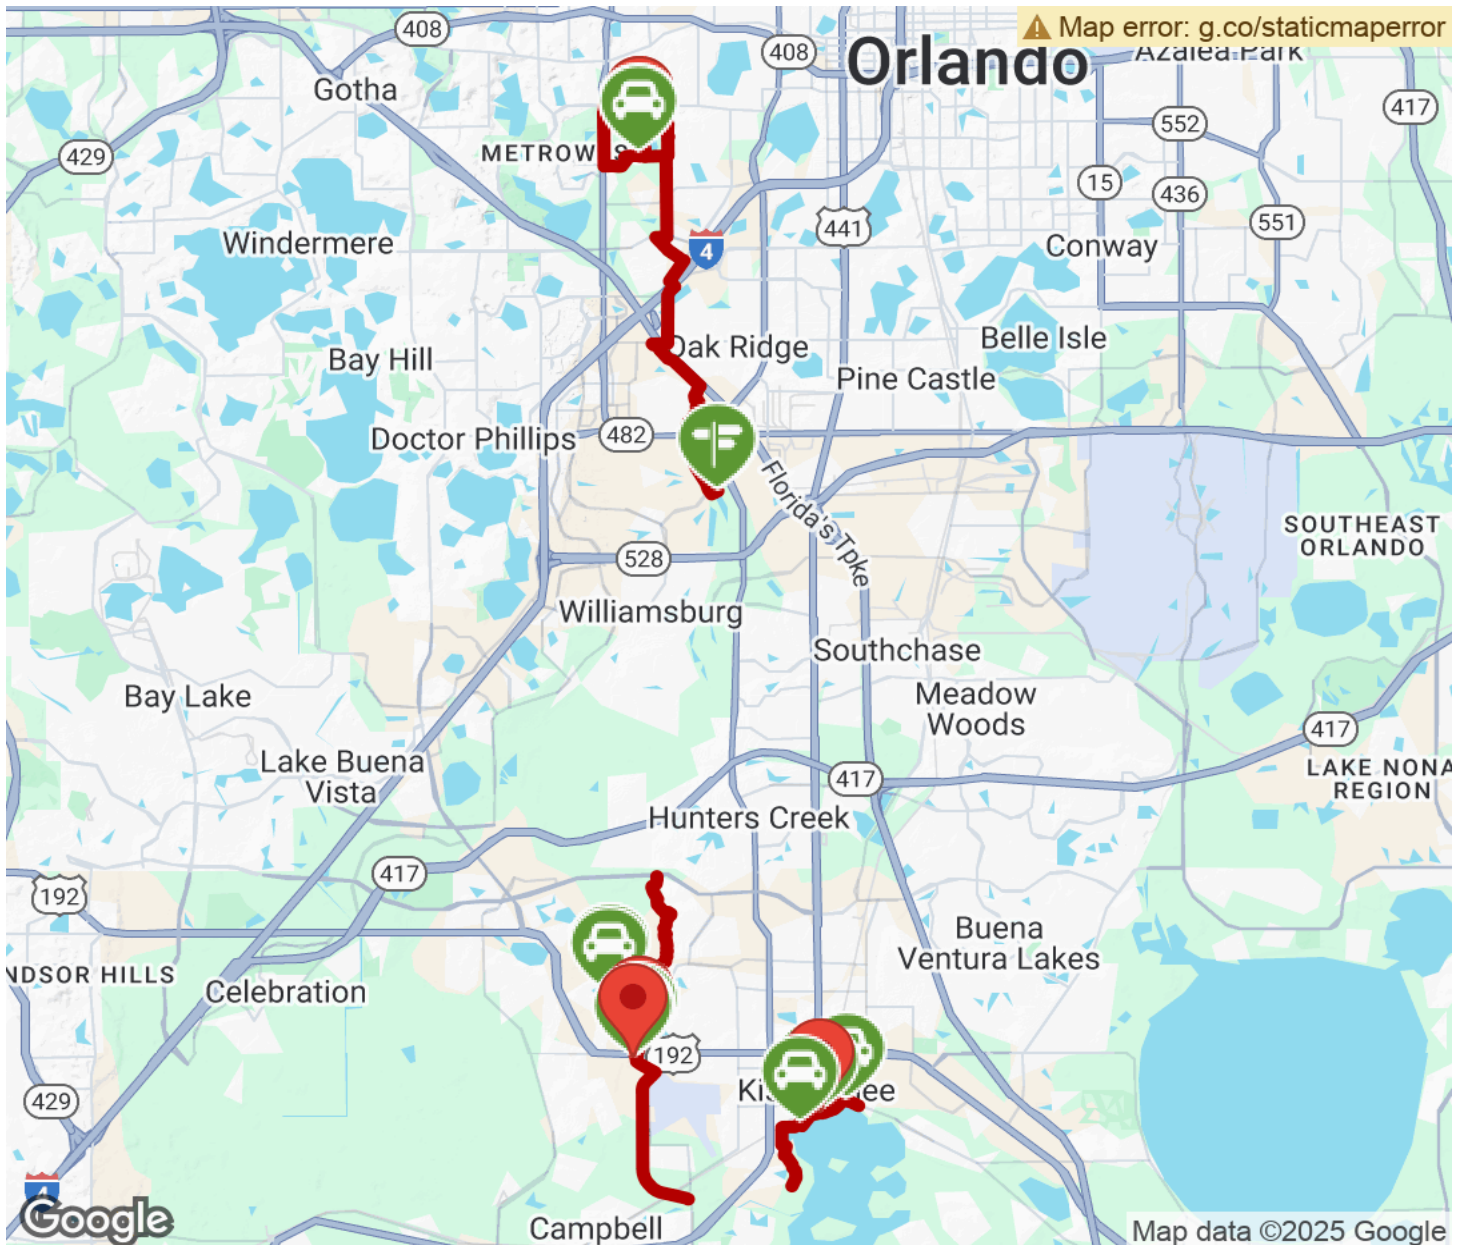 Map error: g.co/staticmaperror
408
408
Orlando
Azalea Park
Gotha
417
552
METROW
429
15
436
441
551
Windermere
4
Conway
Bay Hill
Oak Ridge
Belle Isle
Pine Castle
Doctor Phillips
482
Florida's Tpke
SOUTHEAST
ORLANDO
528
Williamsburg
Southchase
Bay Lake
Meadow
Woods
417
Lake Buena
Vista
417
LAKE NONA
REGION
Hunters Creek
417
192
Buena
Ventura Lakes
NDSOR HILLS
Celebration
192
Ki
ee
429
4
Google
Campbell
Map data ©2025 Google